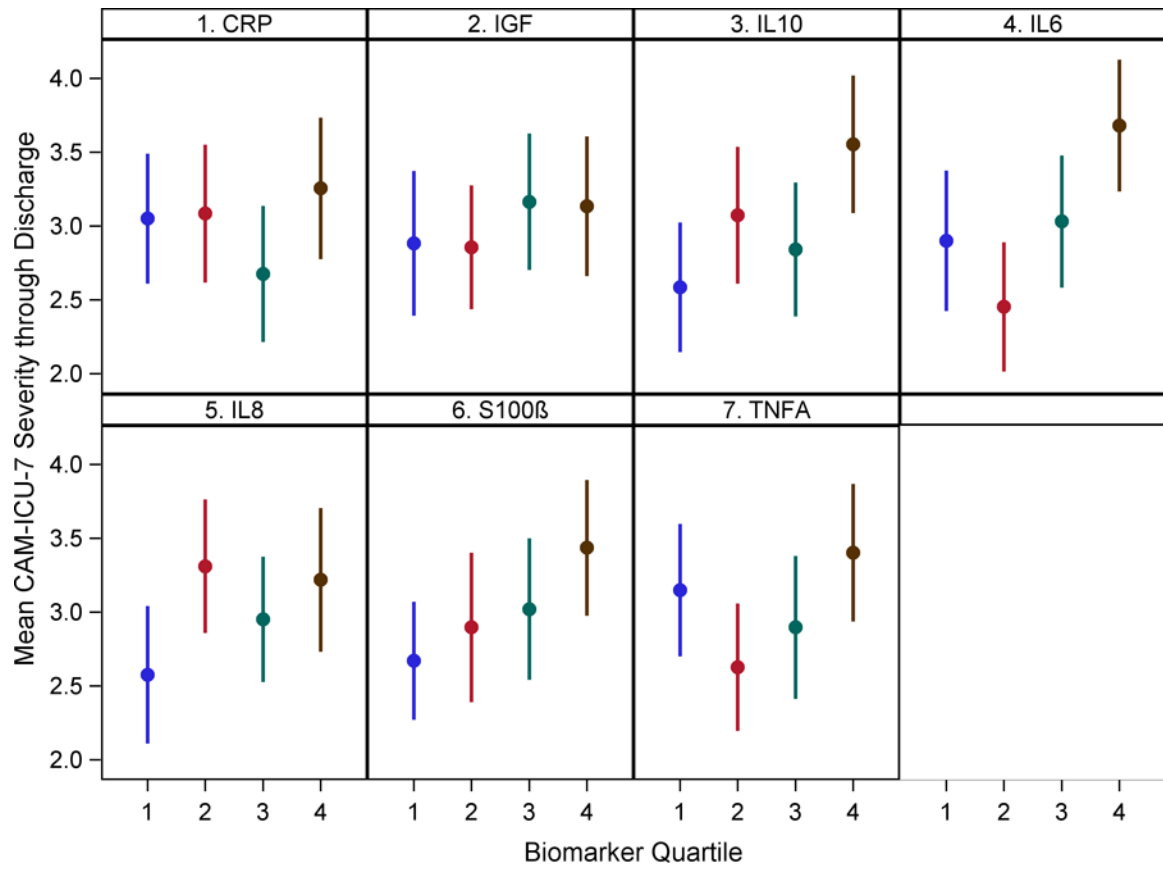 1. CRP
2. IGF
3. IL10
4. IL6
Mean CAM-ICU-7 Severity through Discharge
4.0
3.5
3.0
2.5
2.0
5. IL8
6. S100ß
7. TNFA
4.0
3.5
3.0
2.5
2.0
1 2 3 4 1 2 3 4 1 2 3 4 1 2 3 4
Biomarker Quartile